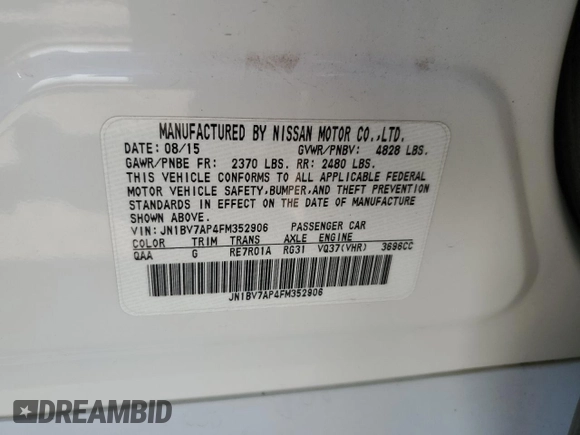 MANUFACTURED BY NISSAN MOTOR CO.,LTD.
DATE: 08/15 GVWR/PNBV: 4828 LBS.
GAWR/PNBE FR: 2370 LBS. RR: 2480 LBS.
THIS VEHICLE CONFORMS TO ALL APPLICABLE FEDERAL
MOTOR VEHICLE SAFETY,BUMPER,AND THEFT PREVENTION
STANDARDS IN EFFECT ON THE DATE OF MANUFACTURE
SHOWN ABOVE.
VIN: JN1BV7AP4FM352906 PASSENGER CAR
COLOR TRIM TRANS AXLE ENGINE
QAA G RE7R01A RG31 VQ37(VHR) 3696CC
JN1BV7AP4FM352906
DREAMBID